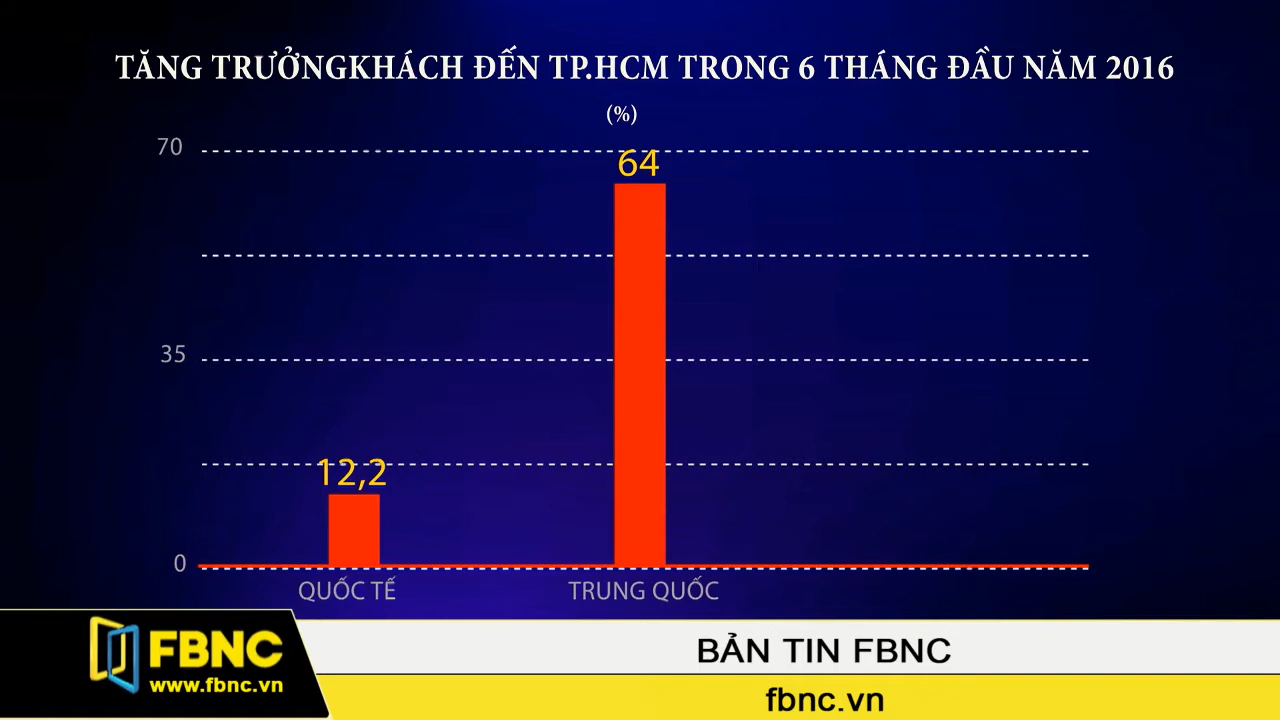 TĂNG TRƯỞNGKHÁCH ĐẾN TP.HCM TRONG 6 THÁNG ĐẦU NĂM 2016
(%)
70
64
35
12,2
0
QUỐC TẾ TRUNG QUỐC
FBNC
www.fbnc.vn
BẢN TIN FBNC
fbnc.vn